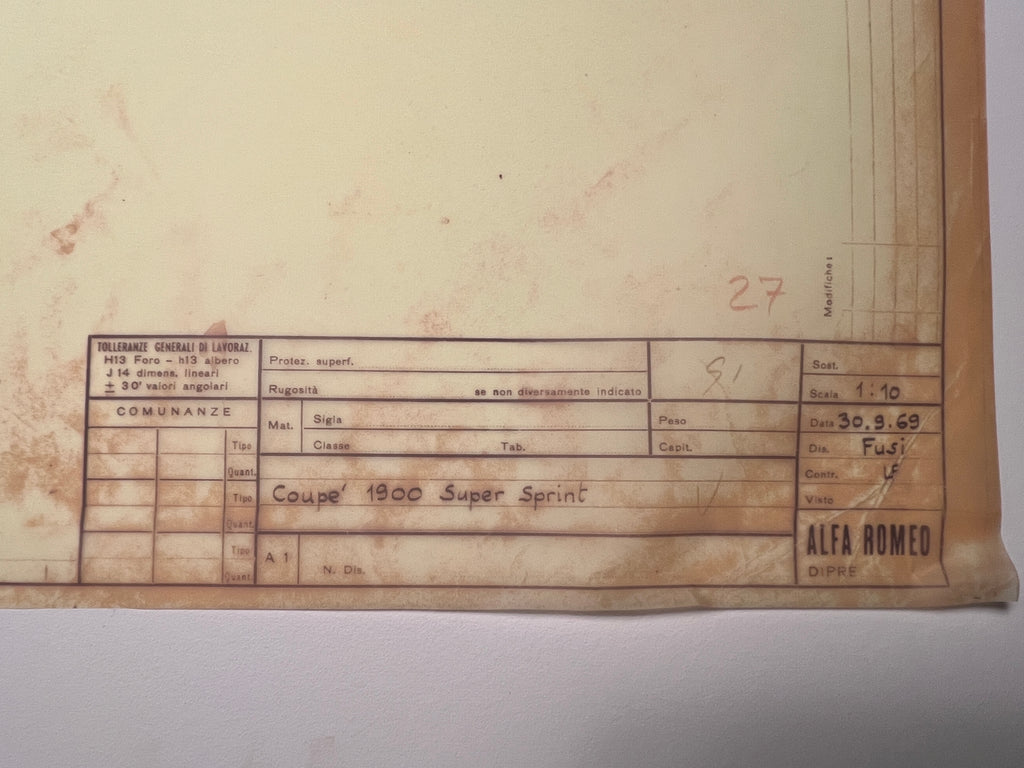 27
Modifiche:
TOLLERANZE GENERALI DI LAVORAZ.
H13 Foro - h13 albero
J 14 dimens. lineari
± 30' valori angolari
COMUNANZE
Tipo
Quant.
Tipo
Quant.
Tipo
Quant.
Protez. superf.
Rugosità se non diversamente indicato
Mat. Sigla
Classe Tab.
Peso
Capit.
Coupe' 1900 Super Sprint
A 1 N. Dis.
Sost.
Scala 1:10
Data 30.9.69
Dis. Fusi
Contr.
Visto
ALFA ROMEO
DIPRE